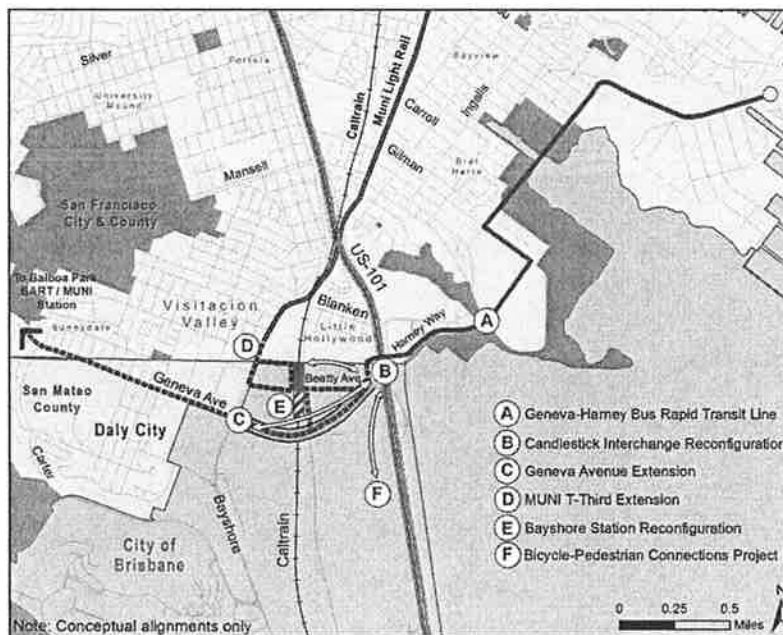 Silver
Portola
University
Mound
Mansell
Caltrain
Muni Light Rail
Bayview
Carroll
Ingalls
Gilman
Bret
Harte
San Francisco
City & County
US-101
To Balboa Park
BART / MUNI
Station
Visitacion
Valley
Blanken
Little
Hollywood
Sunnydale
Harney Way
A
D
Beatty Ave
B
San Mateo
County
Geneva Ave
Daly City
E
C
Carter
Bayshore
Caltrain
F
City of
Brisbane
A Geneva-Harney Bus Rapid Transit Line
B Candlestick Interchange Reconfiguration
C Geneva Avenue Extension
D MUNI T-Third Extension
E Bayshore Station Reconfiguration
F Bicycle-Pedestrian Connections Project
N
0 0.25 0.5
Miles
Note: Conceptual alignments only